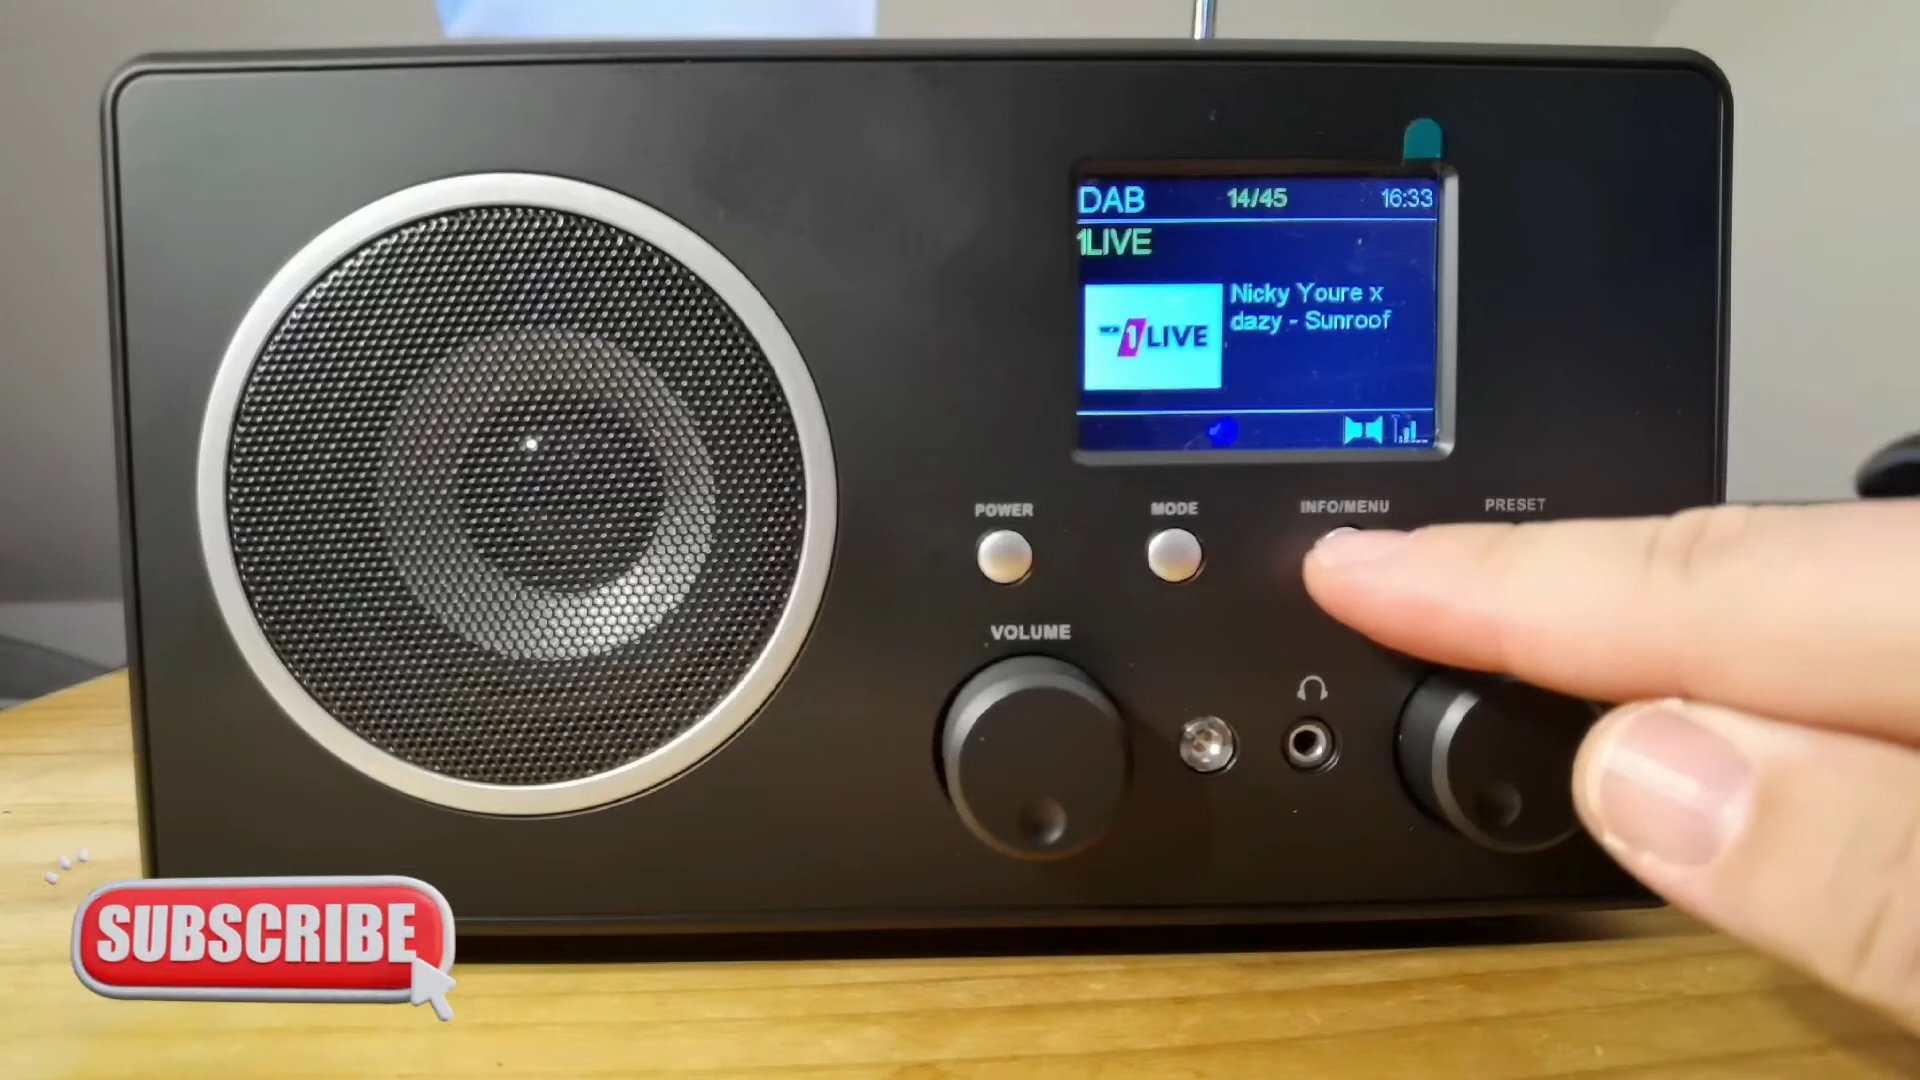 DAB 14/45 16:33
1LIVE
Nicky Youre x
dazy - Sunroof
1LIVE
POWER MODE INFO/MENU PRESET
VOLUME
SUBSCRIBE